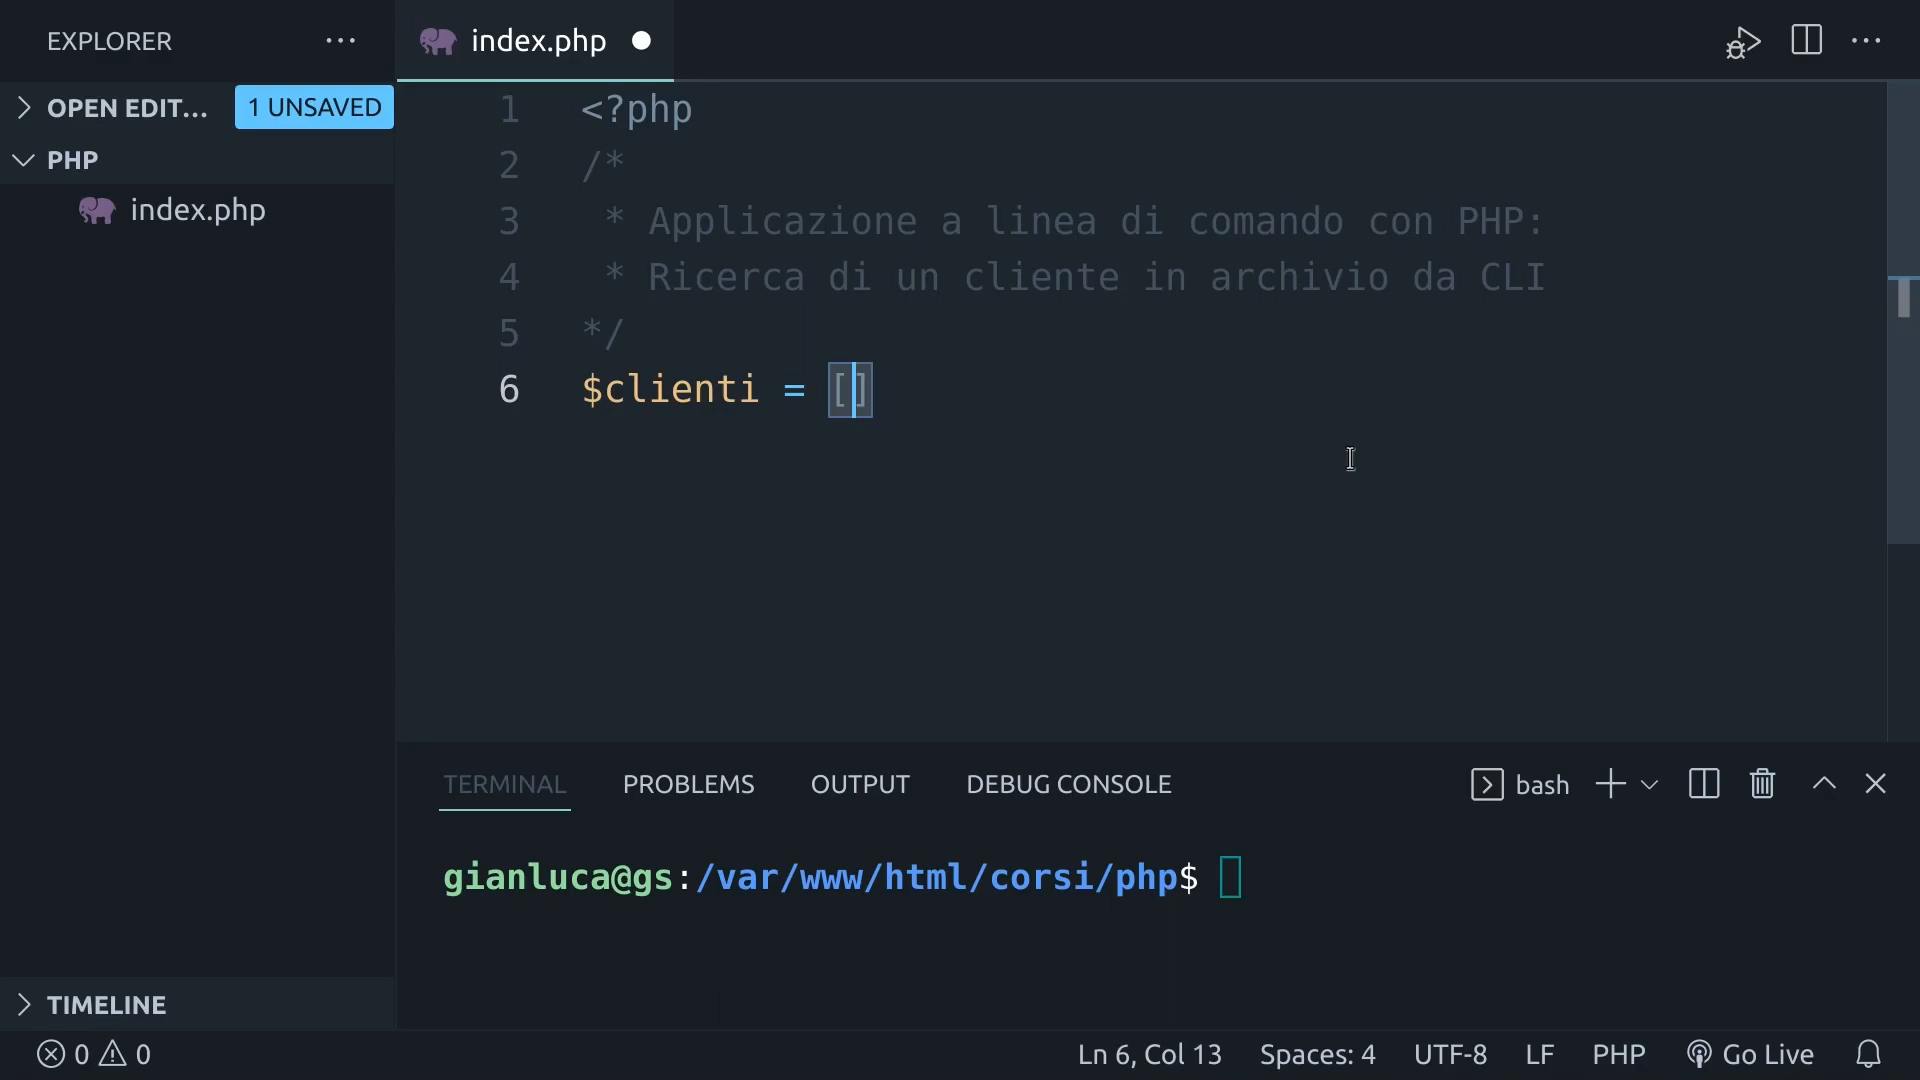 EXPLORER
index.php
OPEN EDIT...
1 UNSAVED
PHP
index.php
1 <?php
2 /*
3 * Applicazione a linea di comando con PHP:
4 * Ricerca di un cliente in archivio da CLI
5 */
6 $clienti = []
TERMINAL PROBLEMS OUTPUT DEBUG CONSOLE bash
gianluca@gs:/var/www/html/corsi/php$
TIMELINE
0 0 Ln 6, Col 13 Spaces: 4 UTF-8 LF PHP Go Live